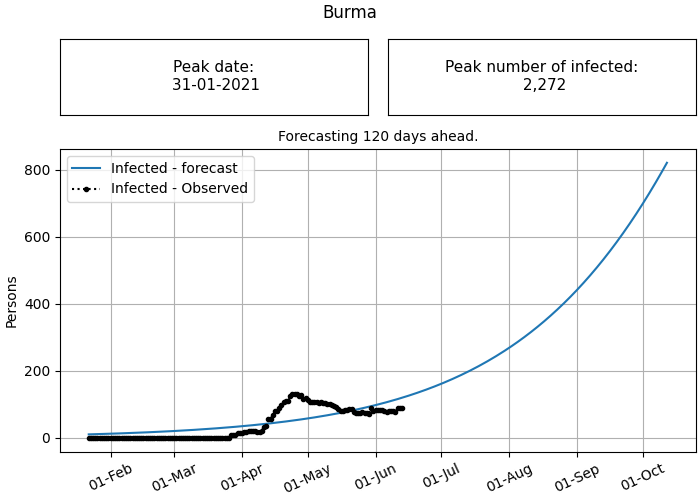 Burma
Peak date:
31-01-2021
Peak number of infected:
2,272
Forecasting 120 days ahead.
Infected - forecast
Infected - Observed
Persons
800
600
400
200
0
01-Feb
01-Mar
01-Apr
01-May
01-Jun
01-Jul
01-Aug
01-Sep
01-Oct